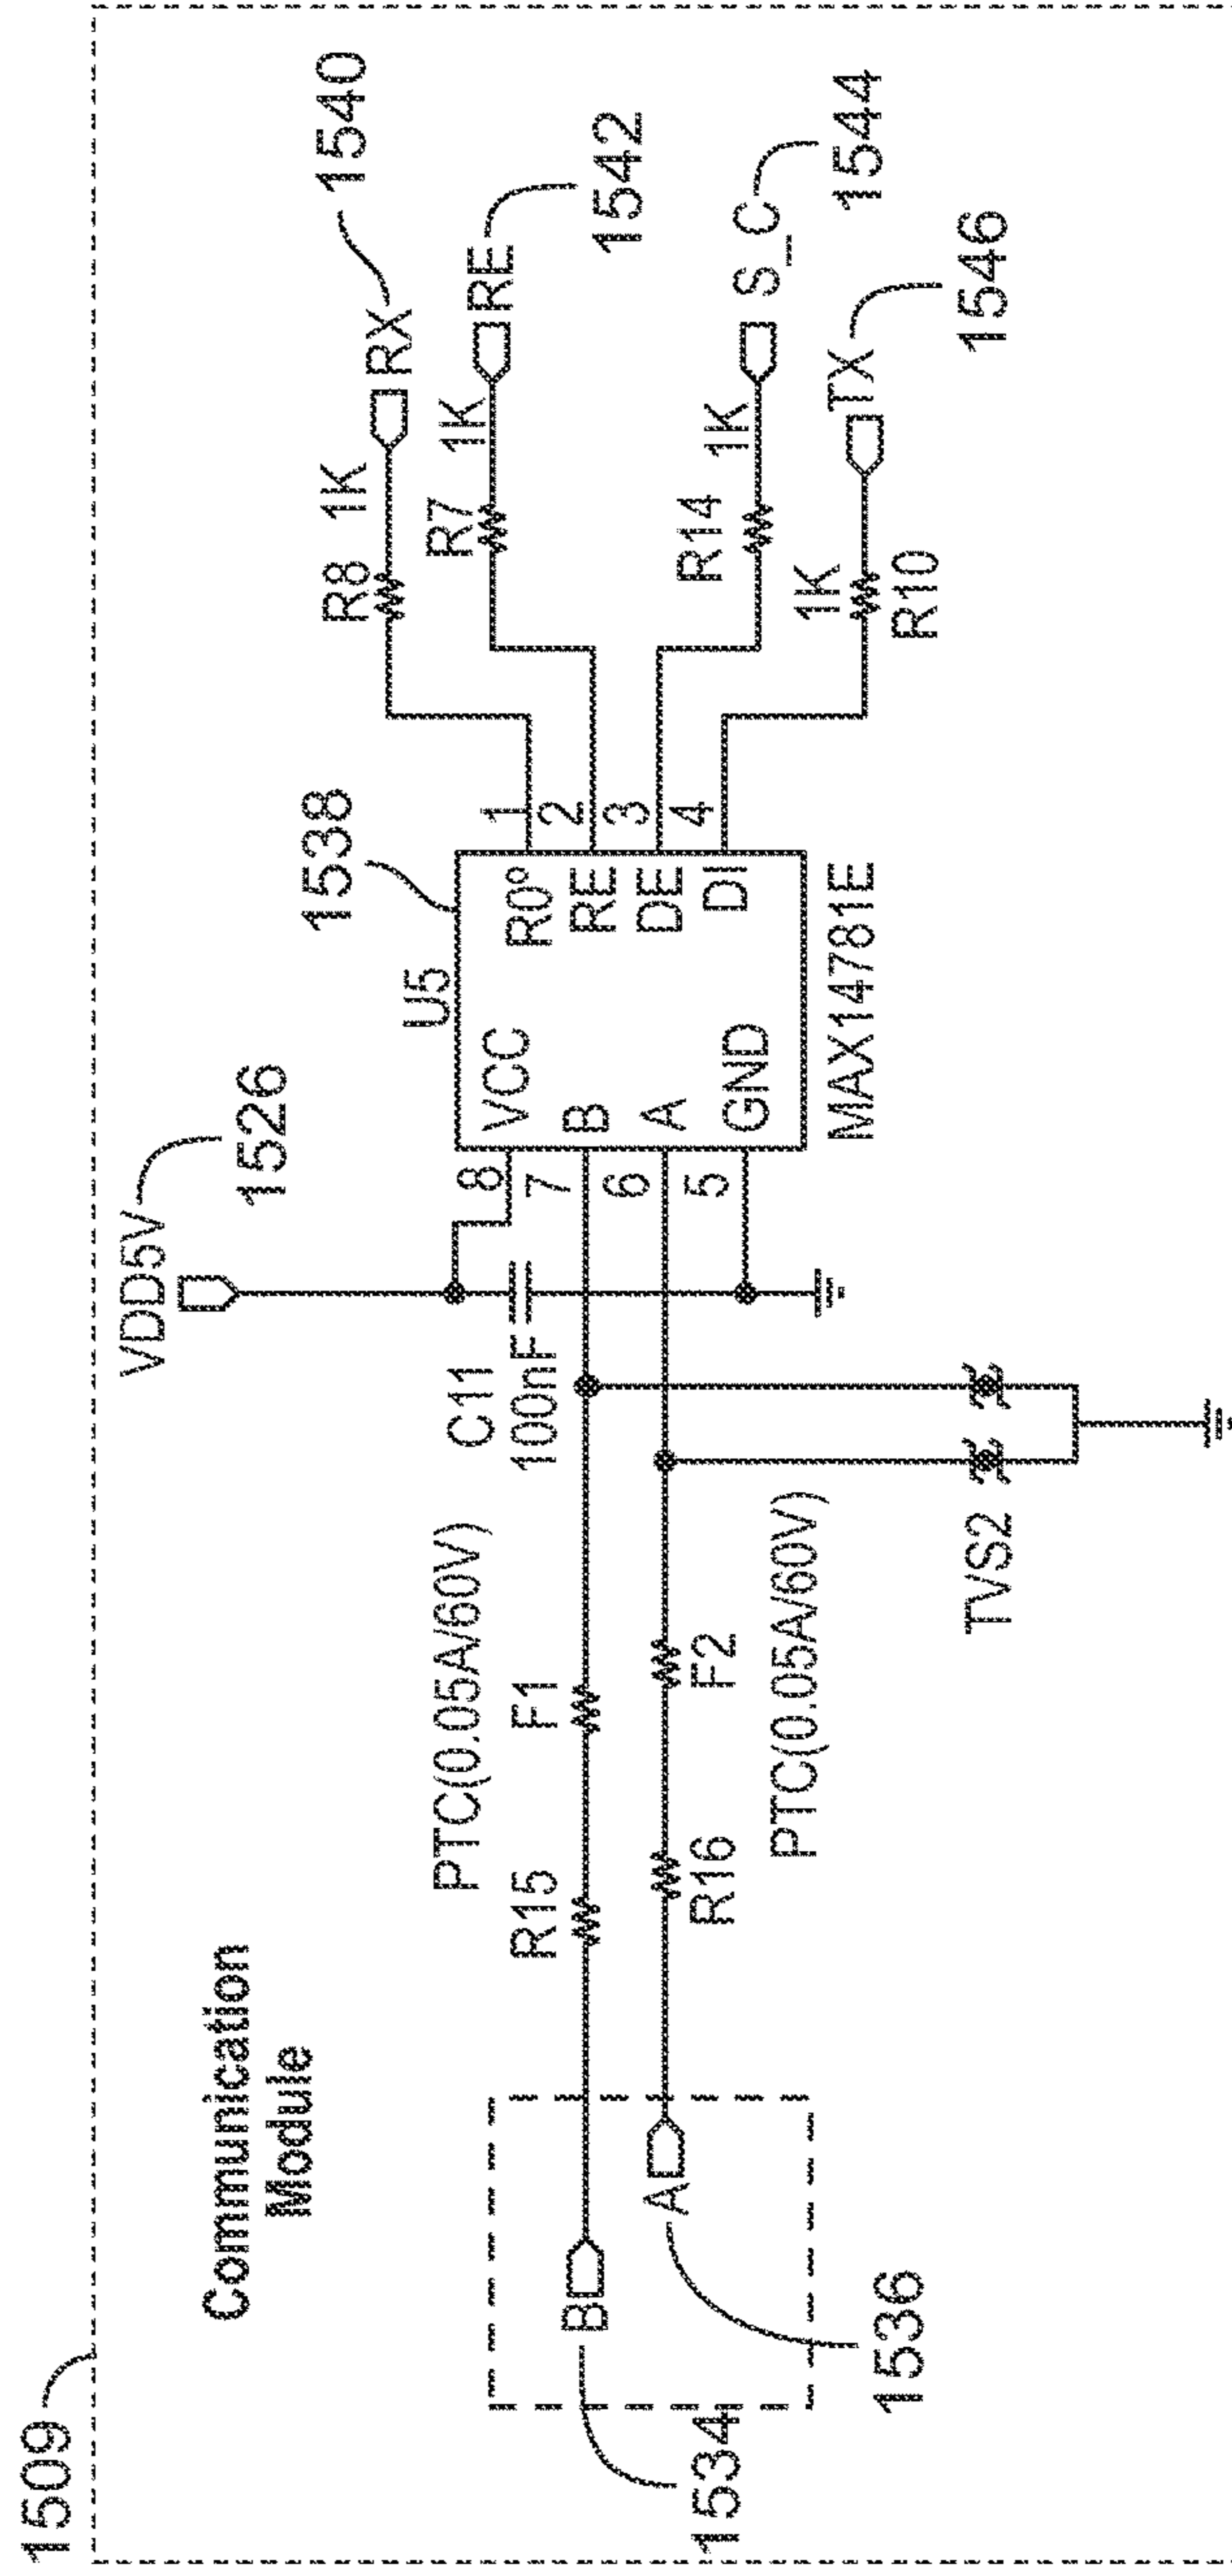 1509
Communication
Module
VDD5V
1526
1538
1540
RX
1K
R8
RE
1542
1K
R7
S_C
1544
1K
R14
TX
1546
1K
R10
U5
VCC
B
A
GND
R0º
RE
DE
DI
8
7
6
5
1
2
3
4
MAX14781E
C11
100nF
PTC(0.05A/60V)
F1
R15
F2
R16
PTC(0.05A/60V)
TVS2
B
A
1534
1536